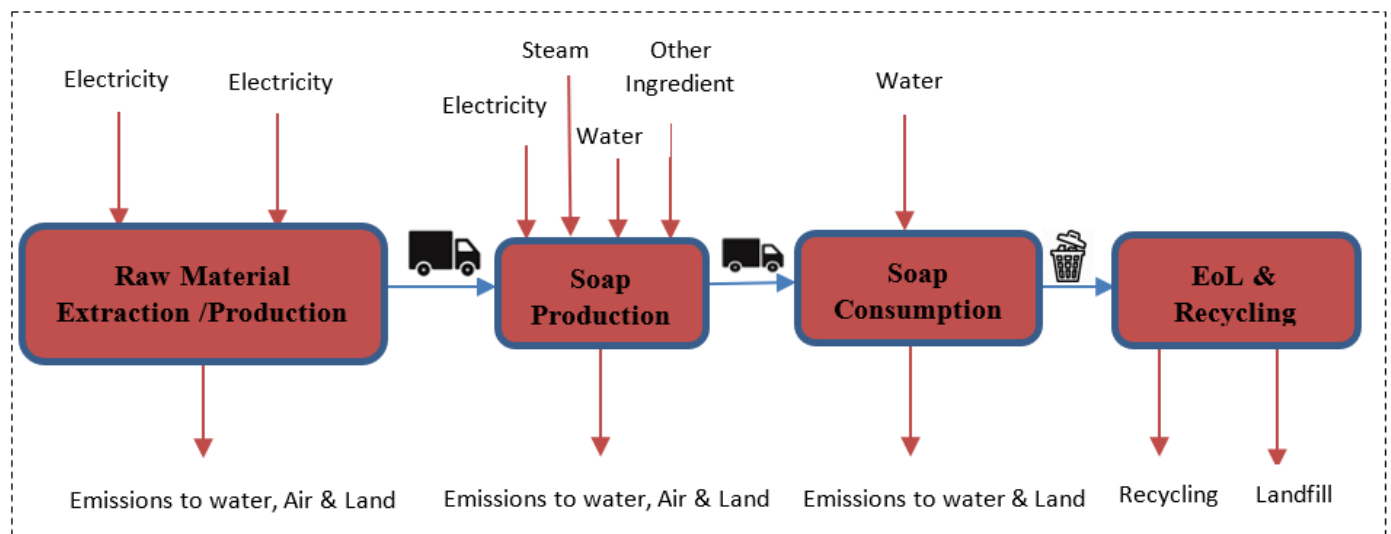 Electricity
Electricity
Electricity
Steam
Water
Other
Ingredient
Water
Raw Material
Extraction /Production
Soap
Production
Soap
Consumption
EoL &
Recycling
Emissions to water, Air & Land
Emissions to water, Air & Land
Emissions to water & Land
Recycling
Landfill